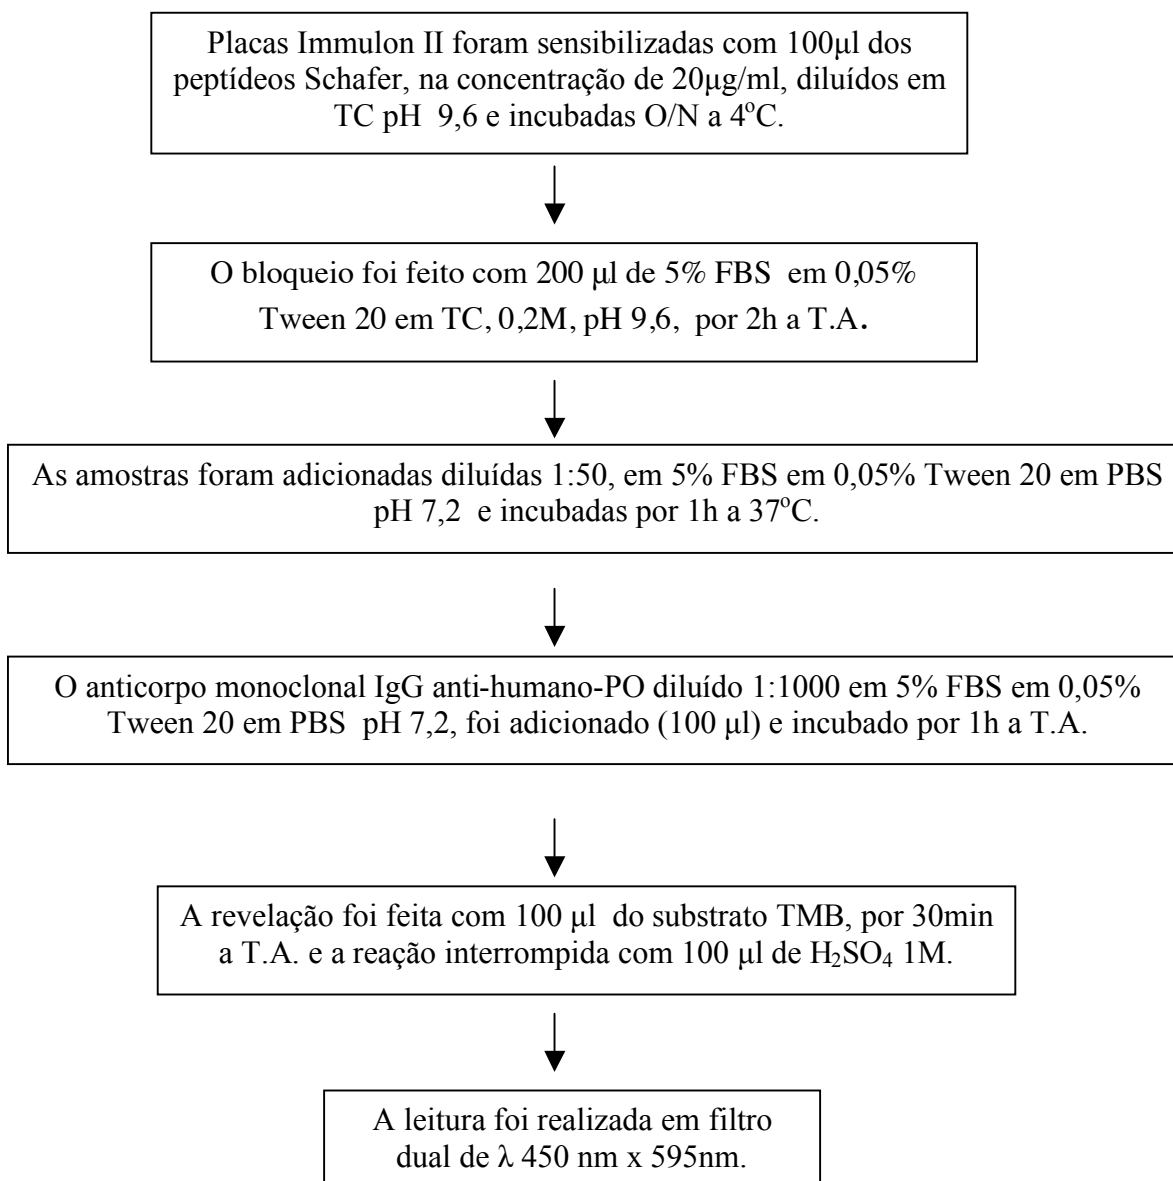 Placas Immulon II foram sensibilizadas com 100μl dos
peptídeos Schafer, na concentração de 20μg/ml, diluídos em
TC pH 9,6 e incubadas O/N a 4°C.
O bloqueio foi feito com 200 μl de 5% FBS em 0,05%
Tween 20 em TC, 0,2M, pH 9,6, por 2h a T.A.
As amostras foram adicionadas diluídas 1:50, em 5% FBS em 0,05% Tween 20 em PBS
pH 7,2 e incubadas por 1h a 37°C.
O anticorpo monoclonal IgG anti-humano-PO diluído 1:1000 em 5% FBS em 0,05%
Tween 20 em PBS pH 7,2, foi adicionado (100 μl) e incubado por 1h a T.A.
A revelação foi feita com 100 μl do substrato TMB, por 30min
a T.A. e a reação interrompida com 100 μl de H₂SO₄ 1M.
A leitura foi realizada em filtro
dual de λ 450 nm x 595nm.